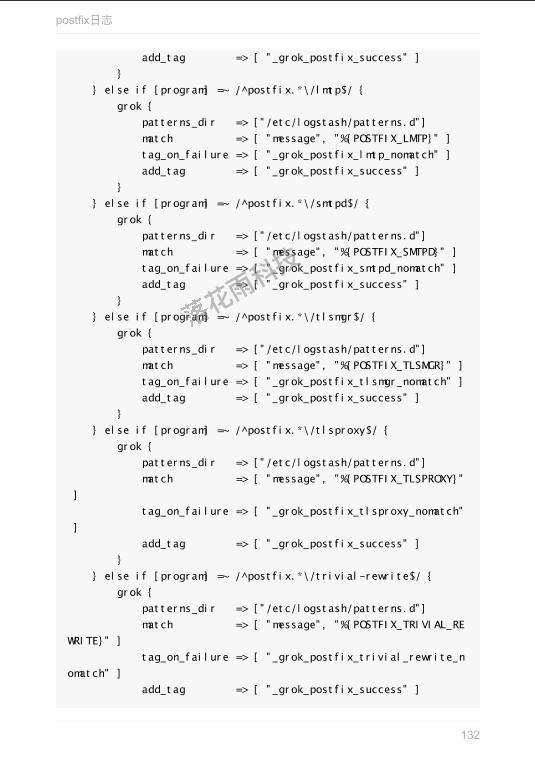 postfix日志
add_tag => [ "_grok_postfix_success" ]
}
} else if [program] =~ /^postfix.*\/lmtp$/ {
grok {
patterns_dir => ["/etc/logstash/patterns.d"]
match => [ "message", "%{POSTFIX_LMTP}" ]
tag_on_failure => [ "_grok_postfix_lmtp_nomatch" ]
add_tag => [ "_grok_postfix_success" ]
}
} else if [program] =~ /^postfix.*\/smtpd$/ {
grok {
patterns_dir => ["/etc/logstash/patterns.d"]
match => [ "message", "%{POSTFIX_SMTPD}" ]
tag_on_failure => [ "_grok_postfix_smtpd_nomatch" ]
add_tag => [ "_grok_postfix_success" ]
落花雨科技
}
} else if [program] =~ /^postfix.*\/tlsmgr$/ {
grok {
patterns_dir => ["/etc/logstash/patterns.d"]
match => [ "message", "%{POSTFIX_TLSMGR}" ]
tag_on_failure => [ "_grok_postfix_tlsmgr_nomatch" ]
add_tag => [ "_grok_postfix_success" ]
}
} else if [program] =~ /^postfix.*\/tlsproxy$/ {
grok {
patterns_dir => ["/etc/logstash/patterns.d"]
match => [ "message", "%{POSTFIX_TLSPROXY}"
]
tag_on_failure => [ "_grok_postfix_tlsproxy_nomatch"
]
add_tag => [ "_grok_postfix_success" ]
}
} else if [program] =~ /^postfix.*\/trivial-rewrite$/ {
grok {
patterns_dir => ["/etc/logstash/patterns.d"]
match => [ "message", "%{POSTFIX_TRIVIAL_RE
WRITE}" ]
tag_on_failure => [ "_grok_postfix_trivial_rewrite_n
omatch" ]
add_tag => [ "_grok_postfix_success" ]
132